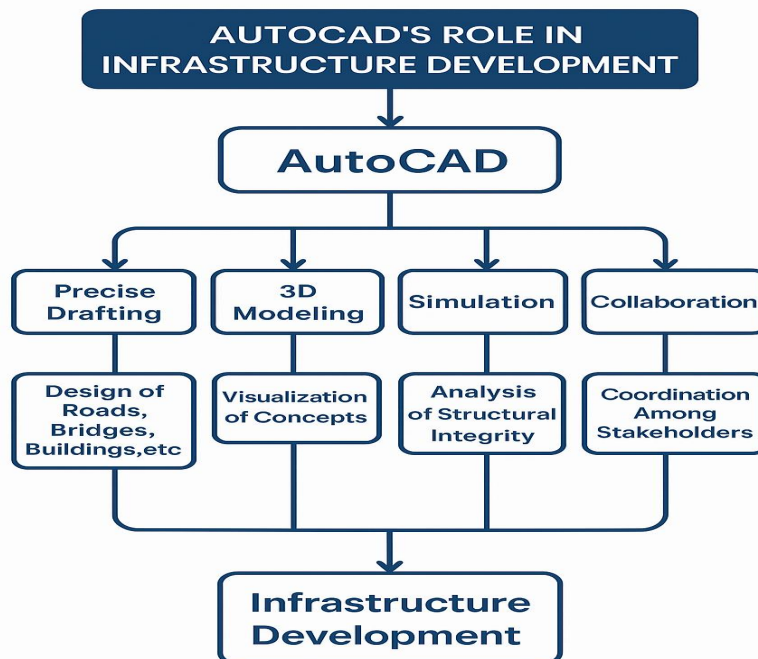 AUTOCAD'S ROLE IN
INFRASTRUCTURE DEVELOPMENT
AutoCAD
Precise
Drafting
3D
Modeling
Simulation
Collaboration
Design of
Roads,
Bridges,
Buildings,etc
Visualization
of Concepts
Analysis
of Structural
Integrity
Coordination
Among
Stakeholders
Infrastructure
Development